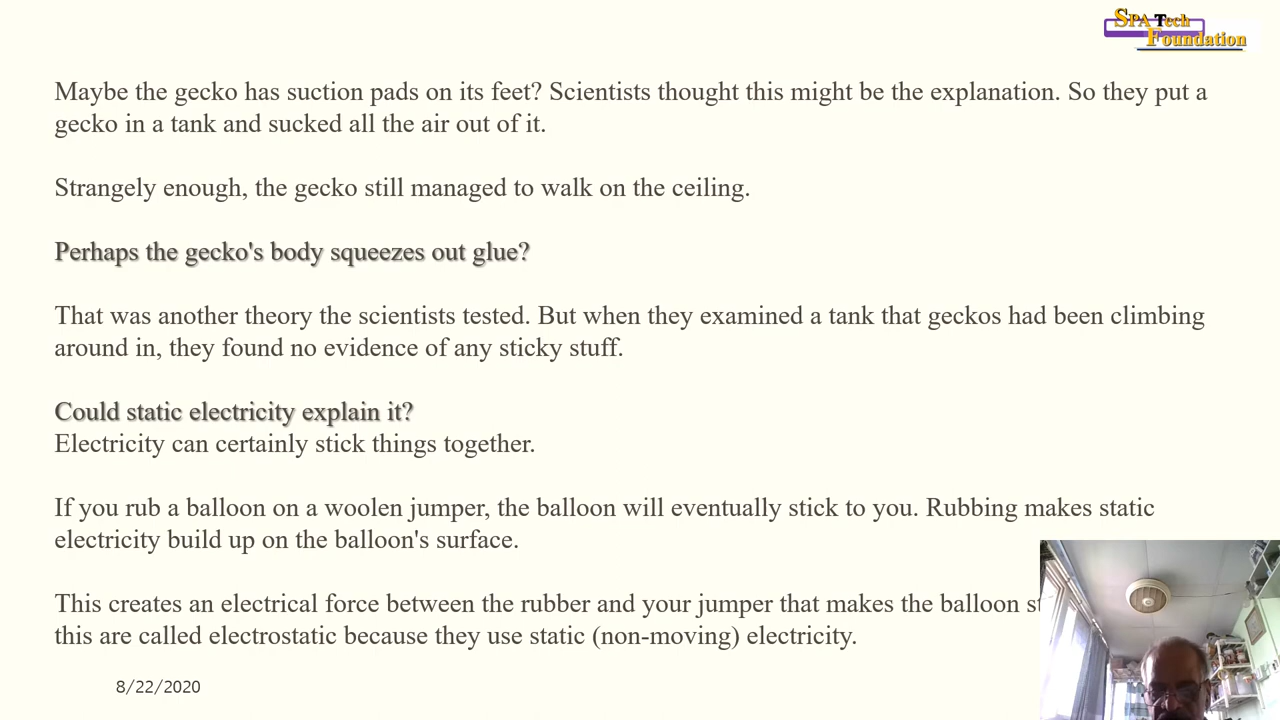 SPA Tech
Foundation
Maybe the gecko has suction pads on its feet? Scientists thought this might be the explanation. So they put a
gecko in a tank and sucked all the air out of it.
Strangely enough, the gecko still managed to walk on the ceiling.
Perhaps the gecko's body squeezes out glue?
That was another theory the scientists tested. But when they examined a tank that geckos had been climbing
around in, they found no evidence of any sticky stuff.
Could static electricity explain it?
Electricity can certainly stick things together.
If you rub a balloon on a woolen jumper, the balloon will eventually stick to you. Rubbing makes static
electricity build up on the balloon's surface.
This creates an electrical force between the rubber and your jumper that makes the balloon
this are called electrostatic because they use static (non-moving) electricity.
8/22/2020